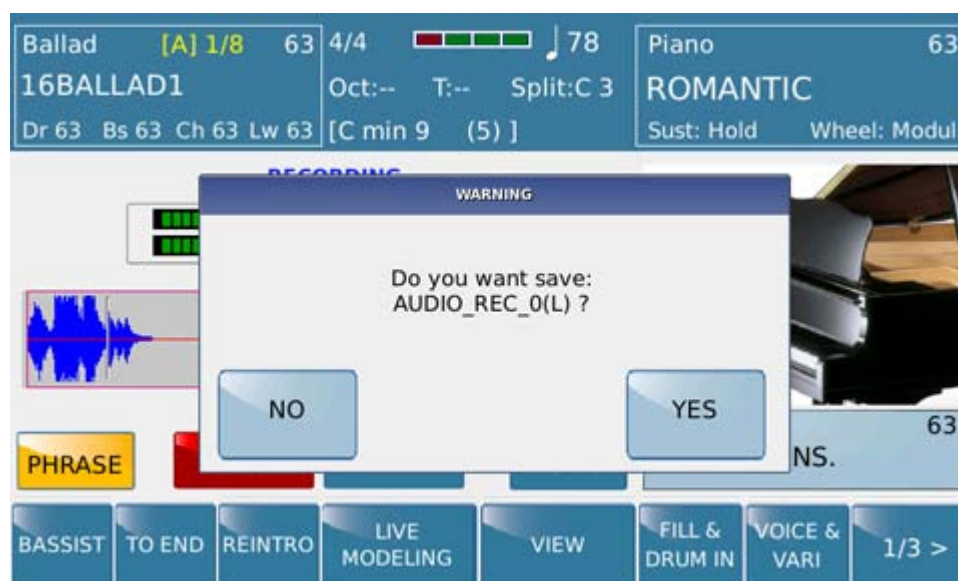 Ballad [A] 1/8 63
16BALLAD1
Dr 63 Bs 63 Ch 63 Lw 63
4/4 78
Oct:-- T:-- Split:C 3
[C min 9 (5) ]
Piano 63
ROMANTIC
Sust: Hold Wheel: Modul
RECORDING
WARNING
Do you want save:
AUDIO_REC_0(L) ?
NO YES
63
PHRASE
NS.
BASSIST TO END REINTRO
LIVE
MODELING
VIEW
FILL &
DRUM IN
VOICE &
VARI
1/3 >